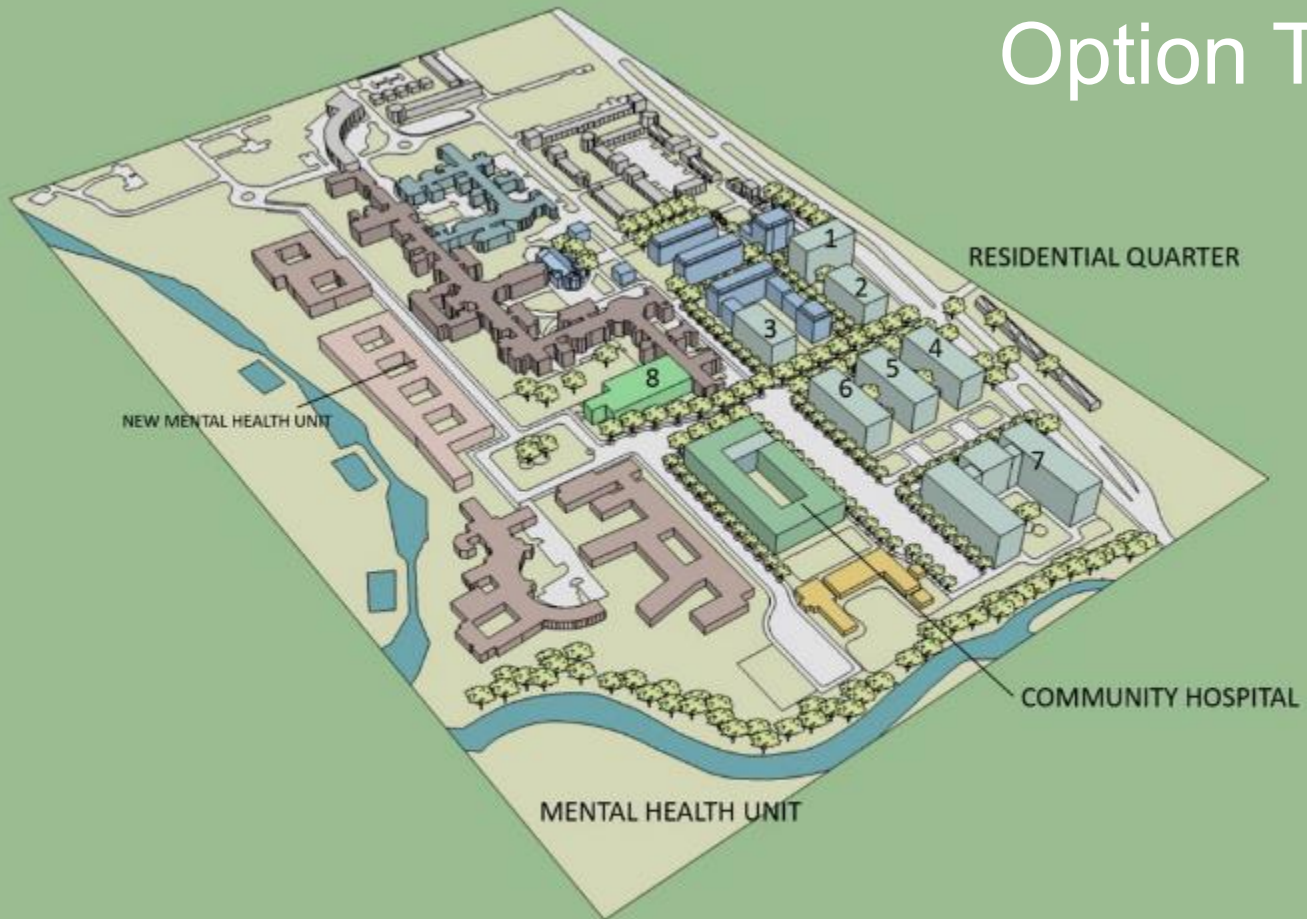 Option T
RESIDENTIAL QUARTER
1
2
3
4
5
6
7
8
NEW MENTAL HEALTH UNIT
COMMUNITY HOSPITAL
MENTAL HEALTH UNIT